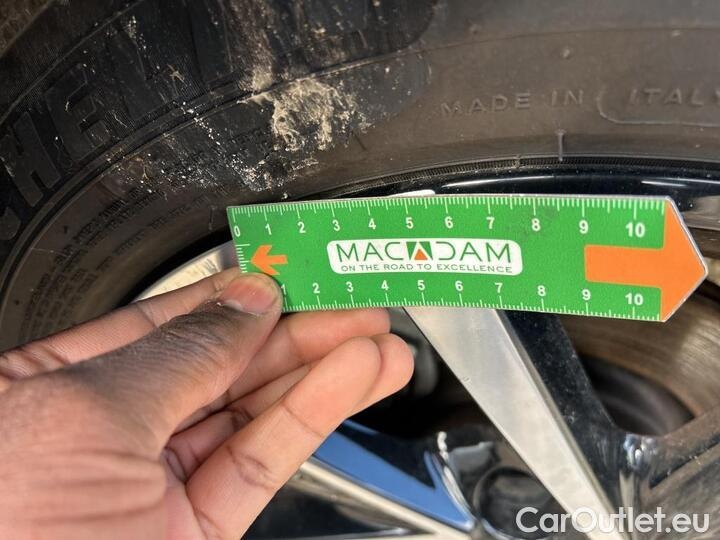 CHEL
MADE IN ITALY
0 1 2 3 4 5 6 7 8 9 10
MACADAM
ON THE ROAD TO EXCELLENCE
1 2 3 4 5 6 7 8 9 10
CarOutlet.eu